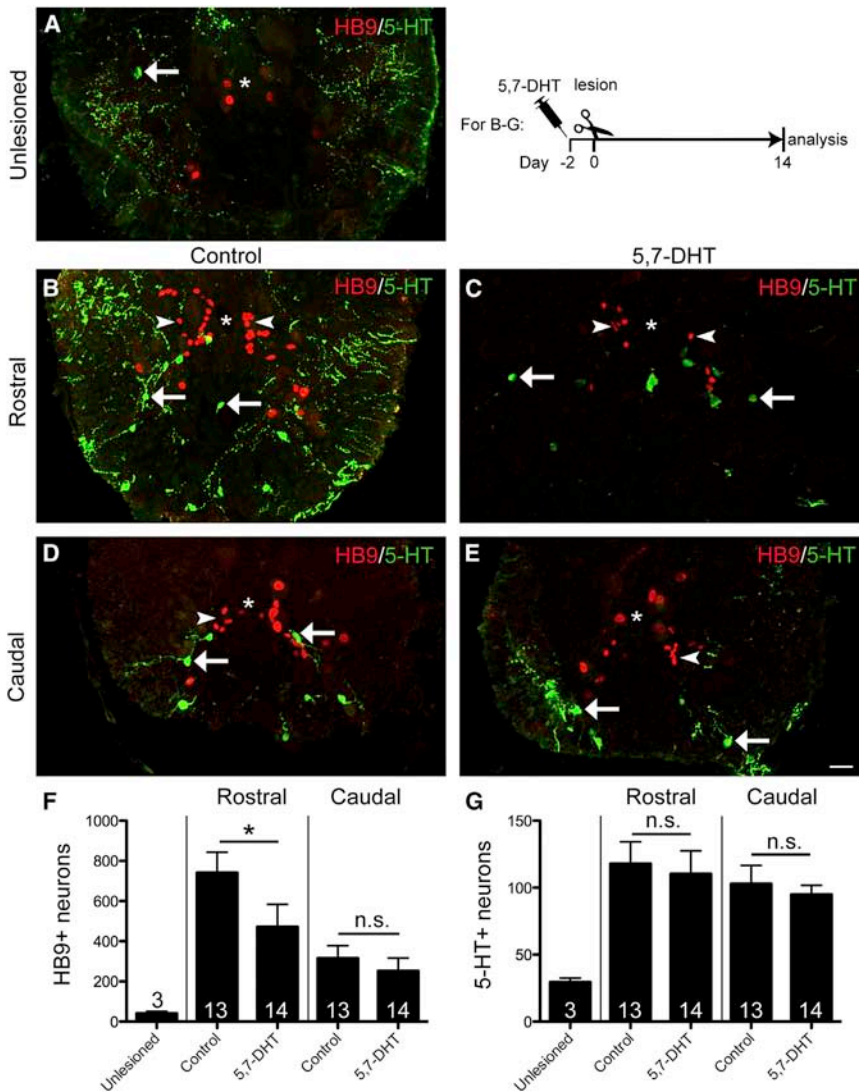 A
HB9/5-HT
*
Unlesioned
5,7-DHT lesion
For B-G:
analysis
Day -2 0 14
Control
5,7-DHT
B
HB9/5-HT
*
C
HB9/5-HT
*
Rostral
D
HB9/5-HT
*
E
HB9/5-HT
*
Caudal
F
Rostral Caudal
1000
800
600
400
200
0
HB9+ neurons
*
n.s.
3 13 14 13 14
Unlesioned Control 5,7-DHT Control 5,7-DHT
G
Rostral Caudal
150
100
50
0
5-HT+ neurons
n.s.
n.s.
3 13 14 13 14
Unlesioned Control 5,7-DHT Control 5,7-DHT